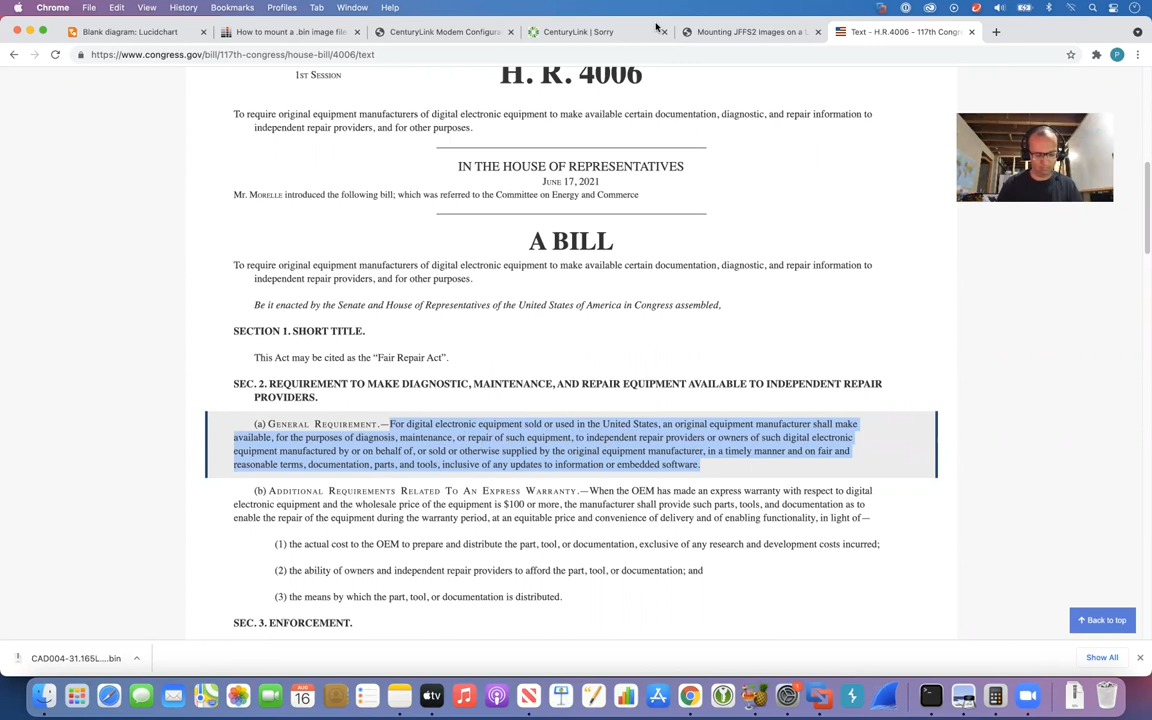 Chrome File Edit View History Bookmarks Profiles Tab Window Help
Blank diagram: Lucidchart
How to mount a .bin image file
CenturyLink Modem Configura
CenturyLink | Sorry
Mounting JFFS2 images on a L
Text - H.R.4006 - 117th Congr
https://www.congress.gov/bill/117th-congress/house-bill/4006/text
P
1ST SESSION
H. R. 4006
To require original equipment manufacturers of digital electronic equipment to make available certain documentation, diagnostic, and repair information to
independent repair providers, and for other purposes.
IN THE HOUSE OF REPRESENTATIVES
JUNE 17, 2021
Mr. MORELLE introduced the following bill; which was referred to the Committee on Energy and Commerce
A BILL
To require original equipment manufacturers of digital electronic equipment to make available certain documentation, diagnostic, and repair information to
independent repair providers, and for other purposes.
Be it enacted by the Senate and House of Representatives of the United States of America in Congress assembled,
SECTION 1. SHORT TITLE.
This Act may be cited as the “Fair Repair Act”.
SEC. 2. REQUIREMENT TO MAKE DIAGNOSTIC, MAINTENANCE, AND REPAIR EQUIPMENT AVAILABLE TO INDEPENDENT REPAIR
PROVIDERS.
(a) GENERAL REQUIREMENT.—For digital electronic equipment sold or used in the United States, an original equipment manufacturer shall make
available, for the purposes of diagnosis, maintenance, or repair of such equipment, to independent repair providers or owners of such digital electronic
equipment manufactured by or on behalf of, or sold or otherwise supplied by the original equipment manufacturer, in a timely manner and on fair and
reasonable terms, documentation, parts, and tools, inclusive of any updates to information or embedded software.
(b) ADDITIONAL REQUIREMENTS RELATED TO AN EXPRESS WARRANTY.—When the OEM has made an express warranty with respect to digital
electronic equipment and the wholesale price of the equipment is $100 or more, the manufacturer shall provide such parts, tools, and documentation as to
enable the repair of the equipment during the warranty period, at an equitable price and convenience of delivery and of enabling functionality, in light of—
(1) the actual cost to the OEM to prepare and distribute the part, tool, or documentation, exclusive of any research and development costs incurred;
(2) the ability of owners and independent repair providers to afford the part, tool, or documentation; and
(3) the means by which the part, tool, or documentation is distributed.
SEC. 3. ENFORCEMENT.
Back to top
CAD004-31.165L....bin
Show All
AUG
16
tv